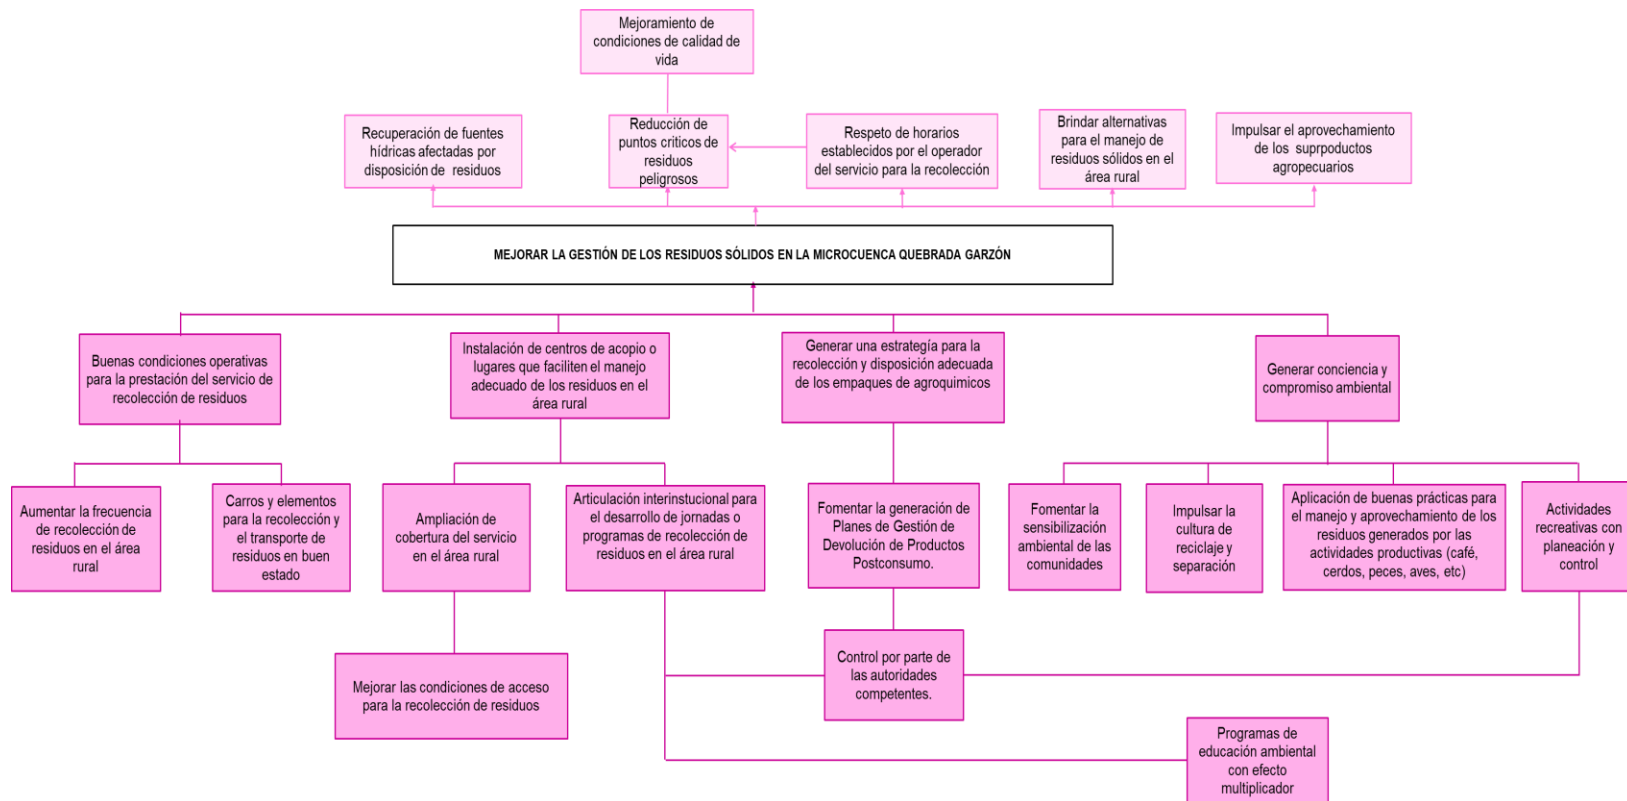 Mejoramiento de
condiciones de calidad de
vida
Recuperación de fuentes
hídricas afectadas por
disposición de  residuos
Reducción de
puntos criticos de
residuos
peligrosos
Respeto de horarios
establecidos por el operador
del servicio para la recolección
Brindar alternativas
para el manejo de
residuos sólidos en el
área rural
Impulsar el aprovechamiento
de los  suprpoductos
agropecuarios
MEJORAR LA GESTIÓN DE LOS RESIDUOS SÓLIDOS EN LA MICROCUENCA QUEBRADA GARZÓN
Buenas condiciones operativas
para la prestación del servicio de
recolección de residuos
Instalación de centros de acopio o
lugares que faciliten el manejo
adecuado de los residuos en el
área rural
Generar una estrategía para la
recolección y disposición adecuada
de los empaques de agroquimicos
Generar conciencia y
compromiso ambiental
Aumentar la frecuencia
de recolección de
residuos en el área
rural
Carros y elementos
para la recolección y
el transporte de
residuos en buen
estado
Ampliación de
cobertura del servicio
en el área rural
Articulación interinstucional para
el desarrollo de jornadas o
programas de recolección de
residuos en el área rural
Fomentar la generación de
Planes de Gestión de
Devolución de Productos
Postconsumo.
Fomentar la
sensibilización
ambiental de las
comunidades
Impulsar la
cultura de
reciclaje y
separación
Aplicación de buenas prácticas para
el manejo y aprovechamiento de los
residuos generados por las
actividades productivas (café,
cerdos, peces, aves, etc)
Actividades
recreativas con
planeación y
control
Mejorar las condiciones de acceso
para la recolección de residuos
Control por parte de
las autoridades
competentes.
Programas de
educación ambiental
con efecto
multiplicador